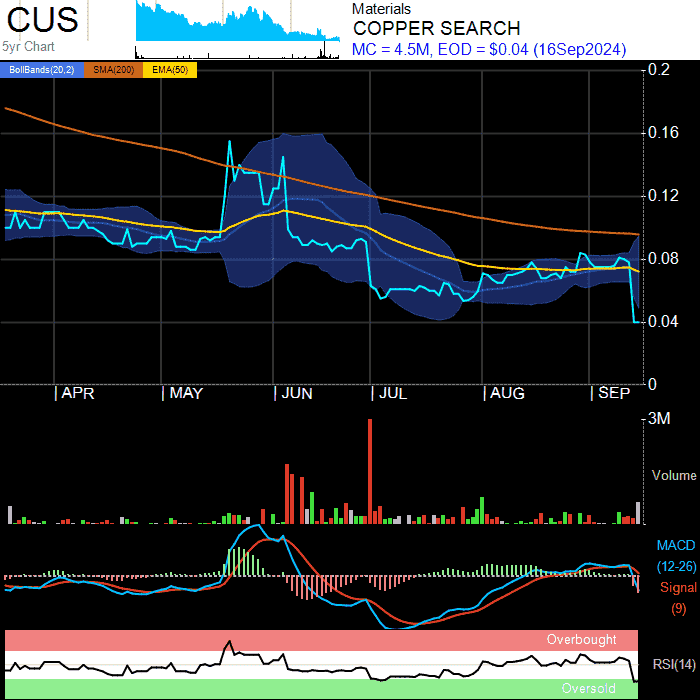 CUS
5yr Chart
Materials
COPPER SEARCH
MC = 4.5M, EOD = $0.04 (16Sep2024)
BollBands(20,2) SMA(200) EMA(50)
0.2
0.16
0.12
0.08
0.04
0
APR MAY JUN JUL AUG SEP
3M
Volume
MACD
(12-26)
Signal
(9)
Overbought
RSI(14)
Oversold